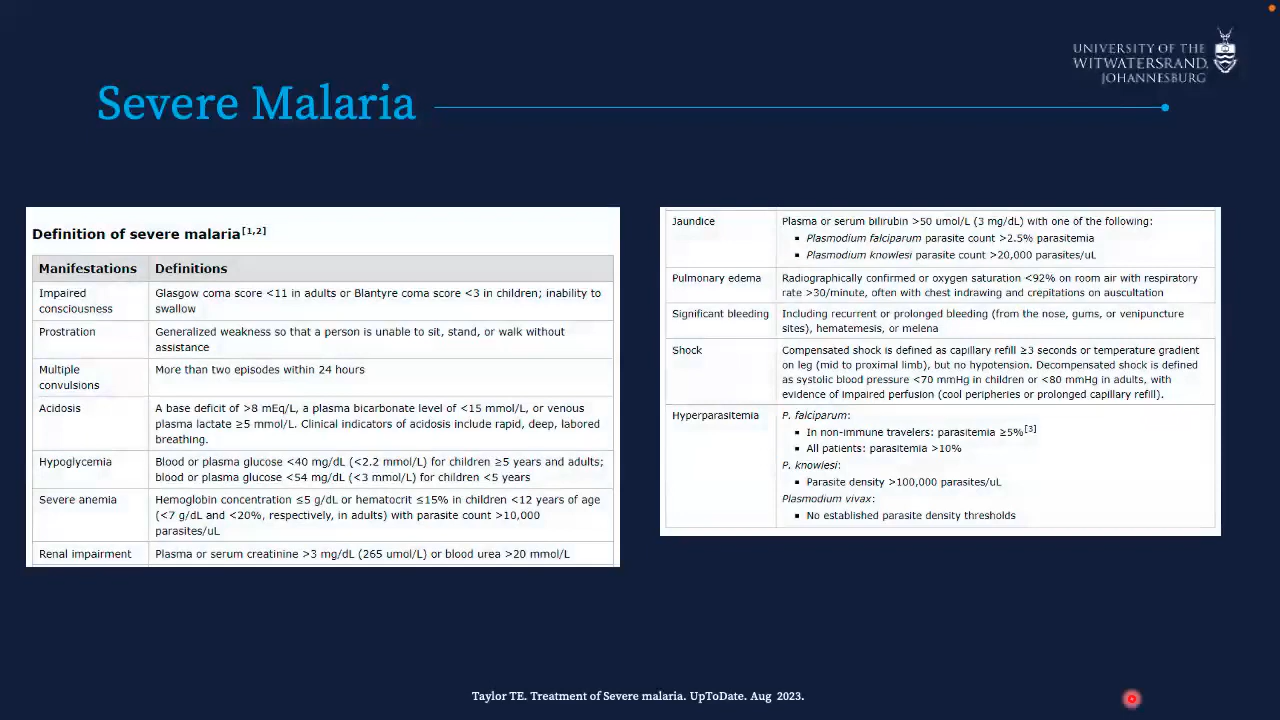 UNIVERSITY OF THE
WITWATERSRAND,
JOHANNESBURG
Severe Malaria
Definition of severe malaria[1,2]
Manifestations Definitions
Impaired consciousness Glasgow coma score <11 in adults or Blantyre coma score <3 in children; inability to
swallow
Prostration Generalized weakness so that a person is unable to sit, stand, or walk without
assistance
Multiple convulsions More than two episodes within 24 hours
Acidosis A base deficit of >8 mEq/L, a plasma bicarbonate level of <15 mmol/L, or venous
plasma lactate ≥5 mmol/L. Clinical indicators of acidosis include rapid, deep, labored
breathing.
Hypoglycemia Blood or plasma glucose <40 mg/dL (<2.2 mmol/L) for children ≥5 years and adults;
blood or plasma glucose <54 mg/dL (<3 mmol/L) for children <5 years
Severe anemia Hemoglobin concentration ≤5 g/dL or hematocrit ≤15% in children <12 years of age
(<7 g/dL and <20%, respectively, in adults) with parasite count >10,000
parasites/uL
Renal impairment Plasma or serum creatinine >3 mg/dL (265 umol/L) or blood urea >20 mmol/L
Jaundice Plasma or serum bilirubin >50 umol/L (3 mg/dL) with one of the following:
▪ Plasmodium falciparum parasite count >2.5% parasitemia
▪ Plasmodium knowlesi parasite count >20,000 parasites/uL
Pulmonary edema Radiographically confirmed or oxygen saturation <92% on room air with respiratory
rate >30/minute, often with chest indrawing and crepitations on auscultation
Significant bleeding Including recurrent or prolonged bleeding (from the nose, gums, or venipuncture
sites), hematemesis, or melena
Shock Compensated shock is defined as capillary refill ≥3 seconds or temperature gradient
on leg (mid to proximal limb), but no hypotension. Decompensated shock is defined
as systolic blood pressure <70 mmHg in children or <80 mmHg in adults, with
evidence of impaired perfusion (cool peripheries or prolonged capillary refill).
Hyperparasitemia P. falciparum:
▪ In non-immune travelers: parasitemia ≥5%[3]
▪ All patients: parasitemia >10%
P. knowlesi:
▪ Parasite density >100,000 parasites/uL
Plasmodium vivax:
▪ No established parasite density thresholds
Taylor TE. Treatment of Severe malaria. UpToDate. Aug 2023.